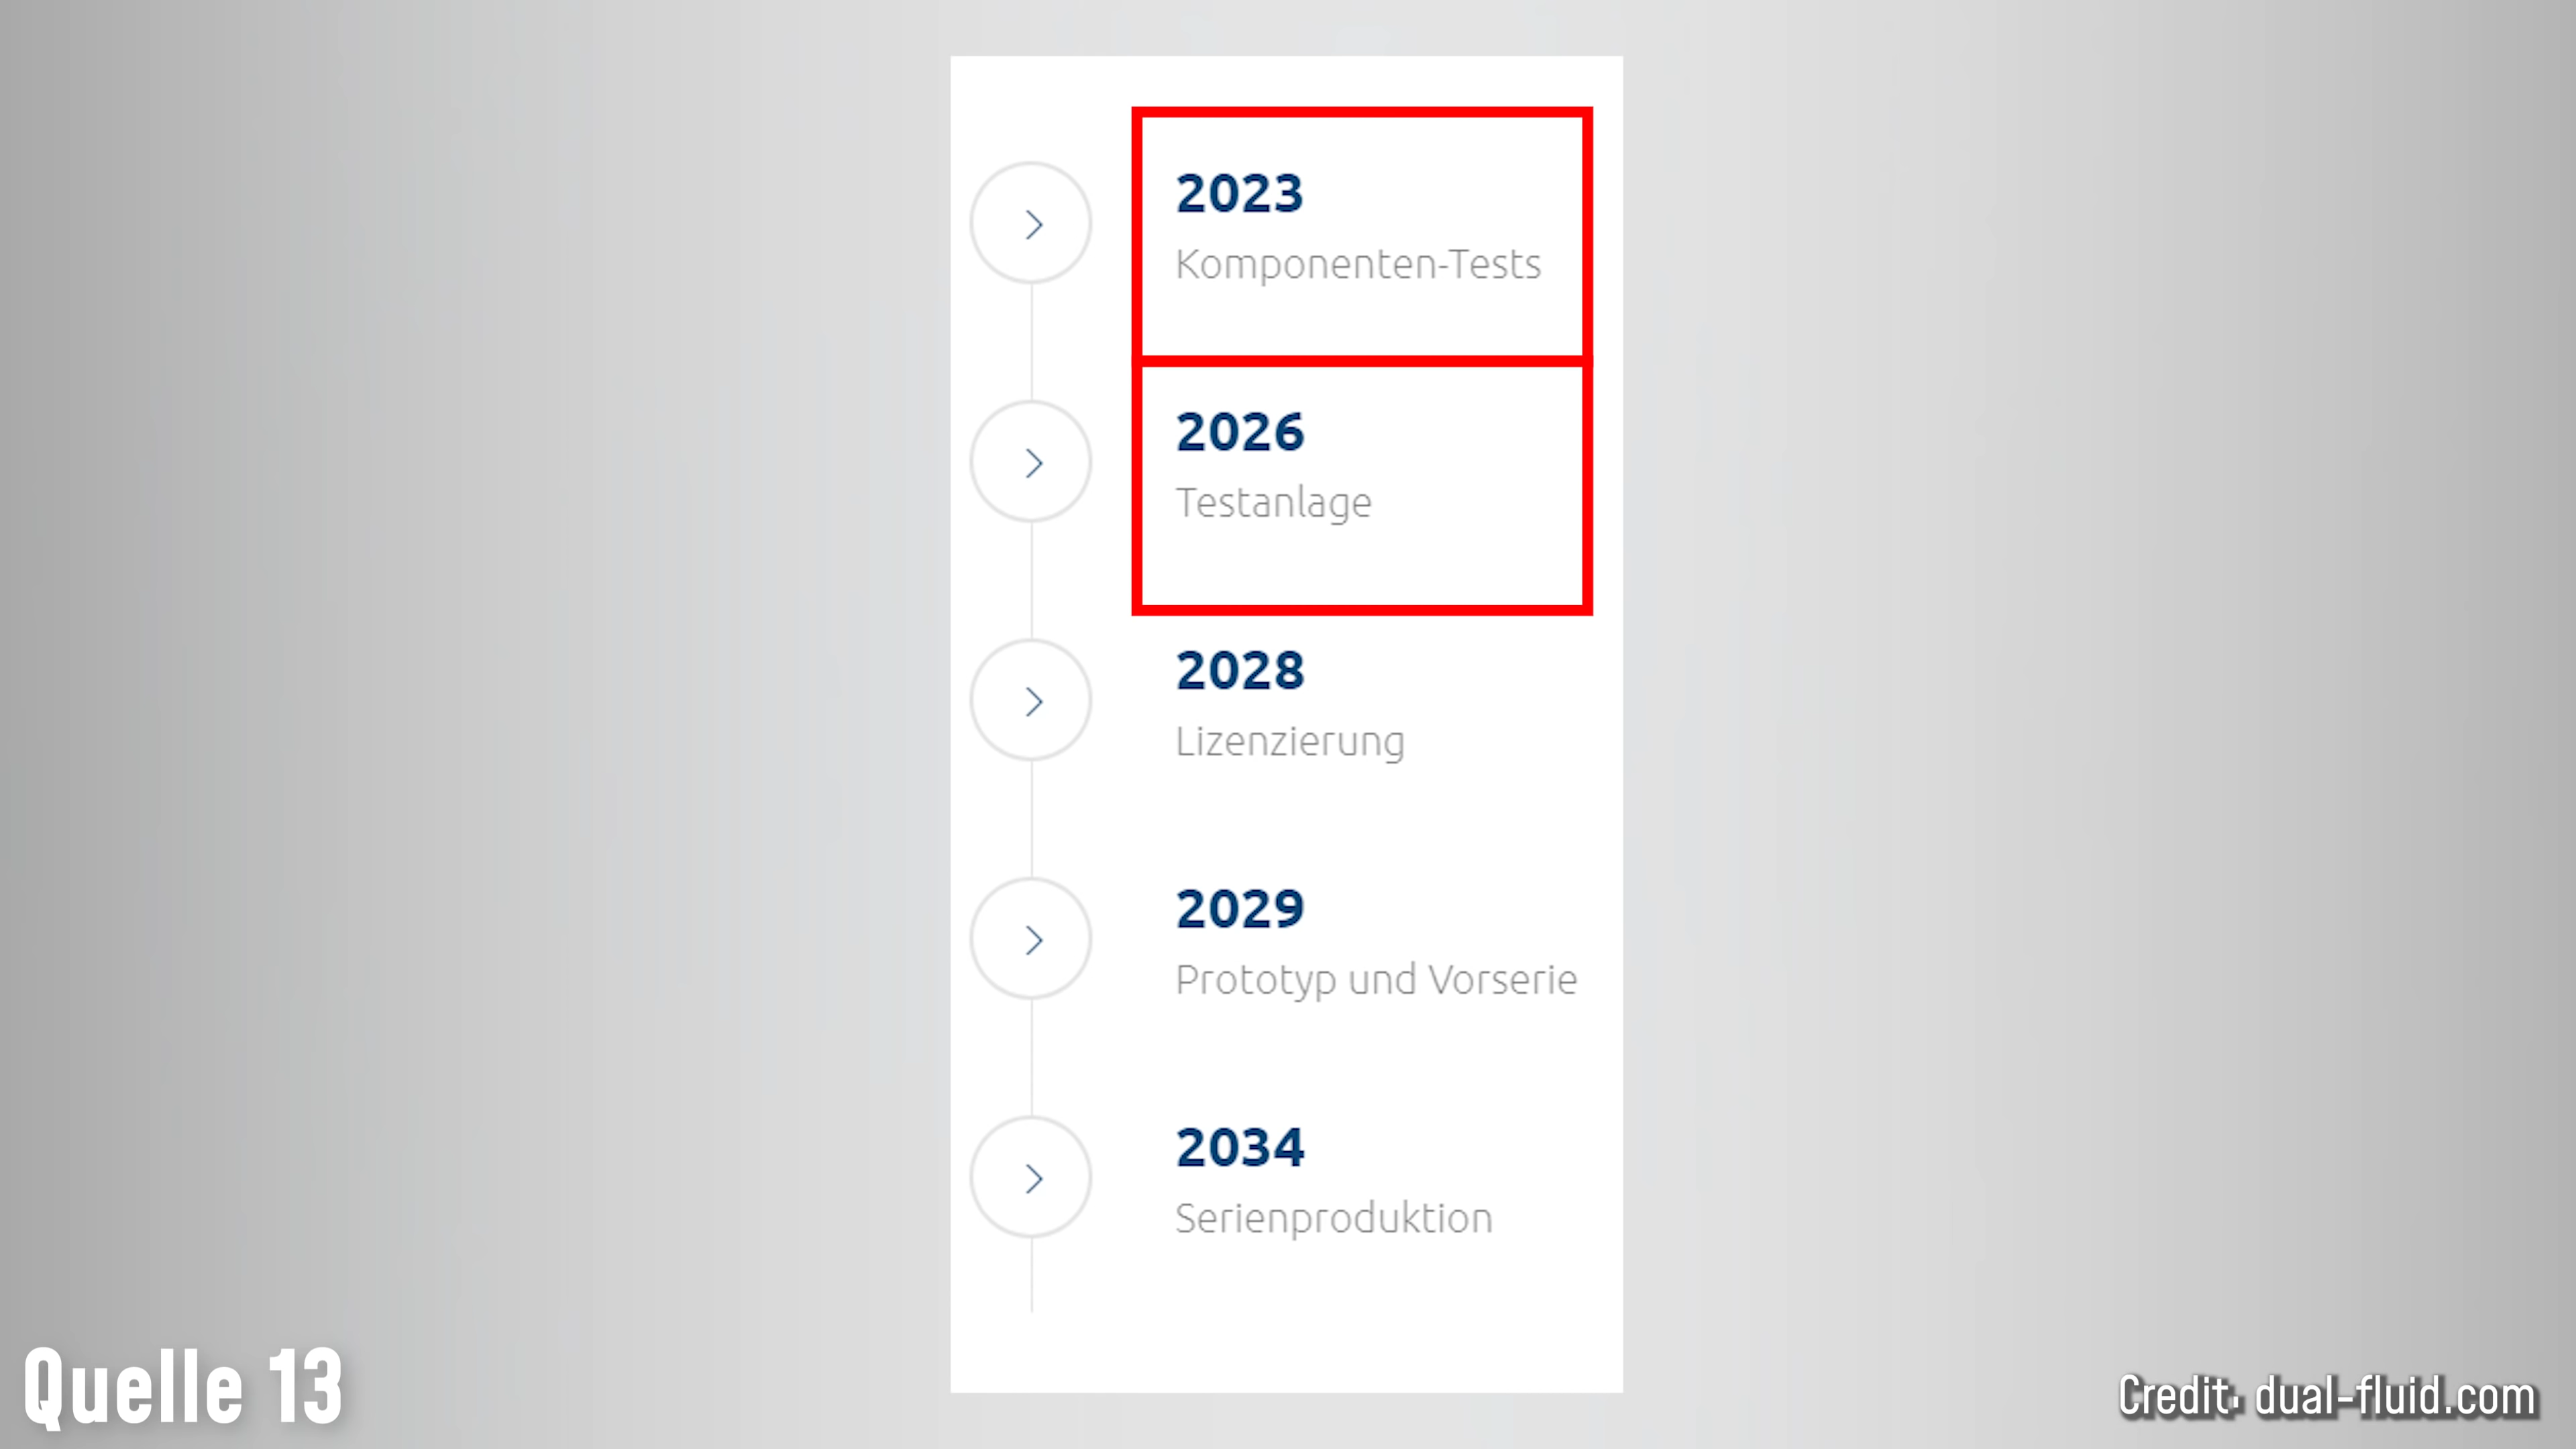 2023
Komponenten-Tests
2026
Testanlage
2028
Lizenzierung
2029
Prototyp und Vorserie
2034
Serienproduktion
Quelle 13
Credit: dual-fluid.com